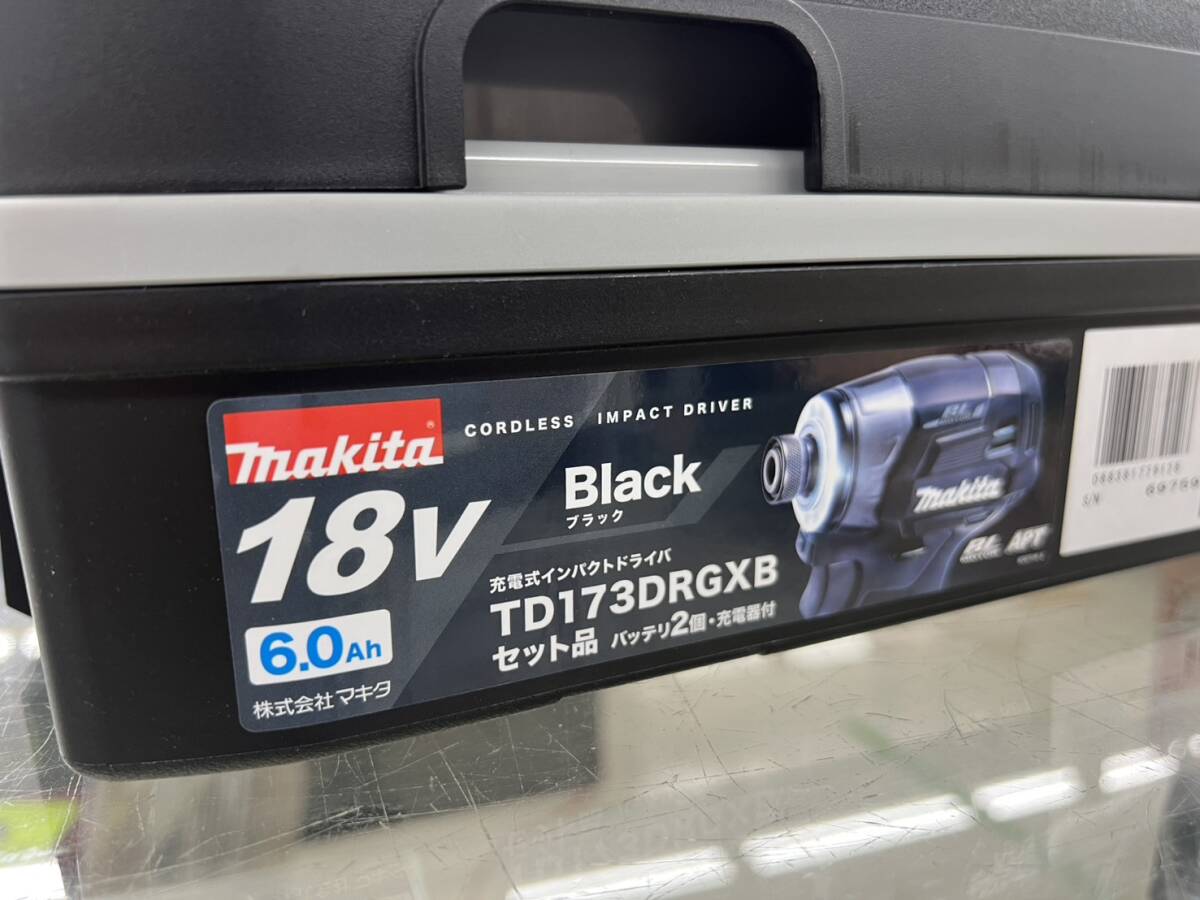 makita
CORDLESS IMPACT DRIVER
18V
Black
ブラック
充電式インパクトドライバ
TD173DRGXB
セット品 バッテリ2個・充電器付
6.0Ah
株式会社マキタ
makita
BL
APT
S/N